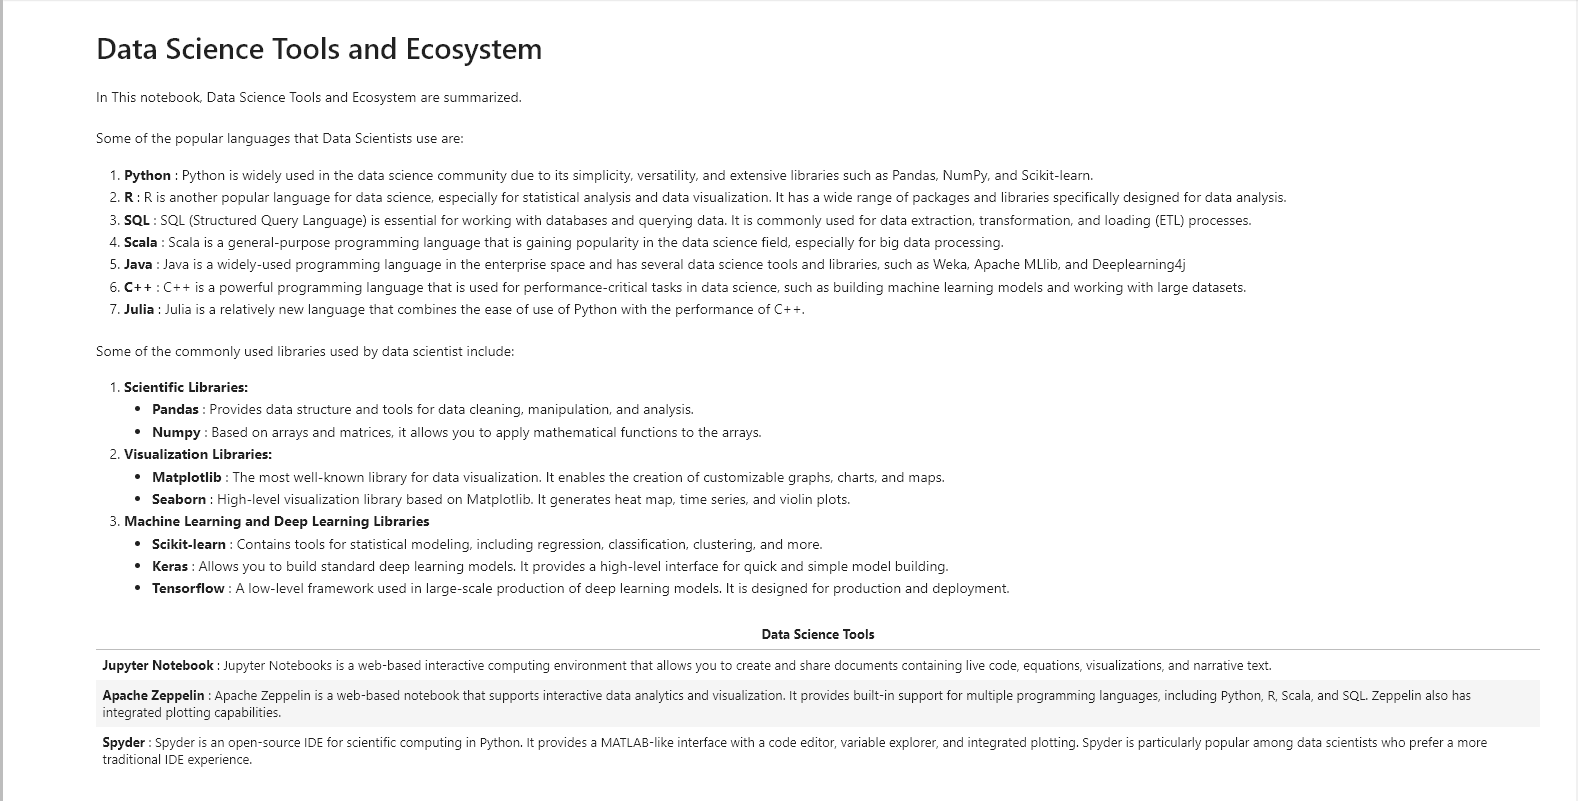 Data Science Tools and Ecosystem
In This notebook, Data Science Tools and Ecosystem are summarized.
Some of the popular languages that Data Scientists use are:
1. Python : Python is widely used in the data science community due to its simplicity, versatility, and extensive libraries such as Pandas, NumPy, and Scikit-learn.
2. R : R is another popular language for data science, especially for statistical analysis and data visualization. It has a wide range of packages and libraries specifically designed for data analysis.
3. SQL : SQL (Structured Query Language) is essential for working with databases and querying data. It is commonly used for data extraction, transformation, and loading (ETL) processes.
4. Scala : Scala is a general-purpose programming language that is gaining popularity in the data science field, especially for big data processing.
5. Java : Java is a widely-used programming language in the enterprise space and has several data science tools and libraries, such as Weka, Apache MLlib, and Deeplearning4j
6. C++ : C++ is a powerful programming language that is used for performance-critical tasks in data science, such as building machine learning models and working with large datasets.
7. Julia : Julia is a relatively new language that combines the ease of use of Python with the performance of C++.
Some of the commonly used libraries used by data scientist include:
1. Scientific Libraries:
• Pandas : Provides data structure and tools for data cleaning, manipulation, and analysis.
• Numpy : Based on arrays and matrices, it allows you to apply mathematical functions to the arrays.
2. Visualization Libraries:
• Matplotlib : The most well-known library for data visualization. It enables the creation of customizable graphs, charts, and maps.
• Seaborn : High-level visualization library based on Matplotlib. It generates heat map, time series, and violin plots.
3. Machine Learning and Deep Learning Libraries
• Scikit-learn : Contains tools for statistical modeling, including regression, classification, clustering, and more.
• Keras : Allows you to build standard deep learning models. It provides a high-level interface for quick and simple model building.
• Tensorflow : A low-level framework used in large-scale production of deep learning models. It is designed for production and deployment.
Data Science Tools
Jupyter Notebook : Jupyter Notebooks is a web-based interactive computing environment that allows you to create and share documents containing live code, equations, visualizations, and narrative text.
Apache Zeppelin : Apache Zeppelin is a web-based notebook that supports interactive data analytics and visualization. It provides built-in support for multiple programming languages, including Python, R, Scala, and SQL. Zeppelin also has
integrated plotting capabilities.
Spyder : Spyder is an open-source IDE for scientific computing in Python. It provides a MATLAB-like interface with a code editor, variable explorer, and integrated plotting. Spyder is particularly popular among data scientists who prefer a more
traditional IDE experience.